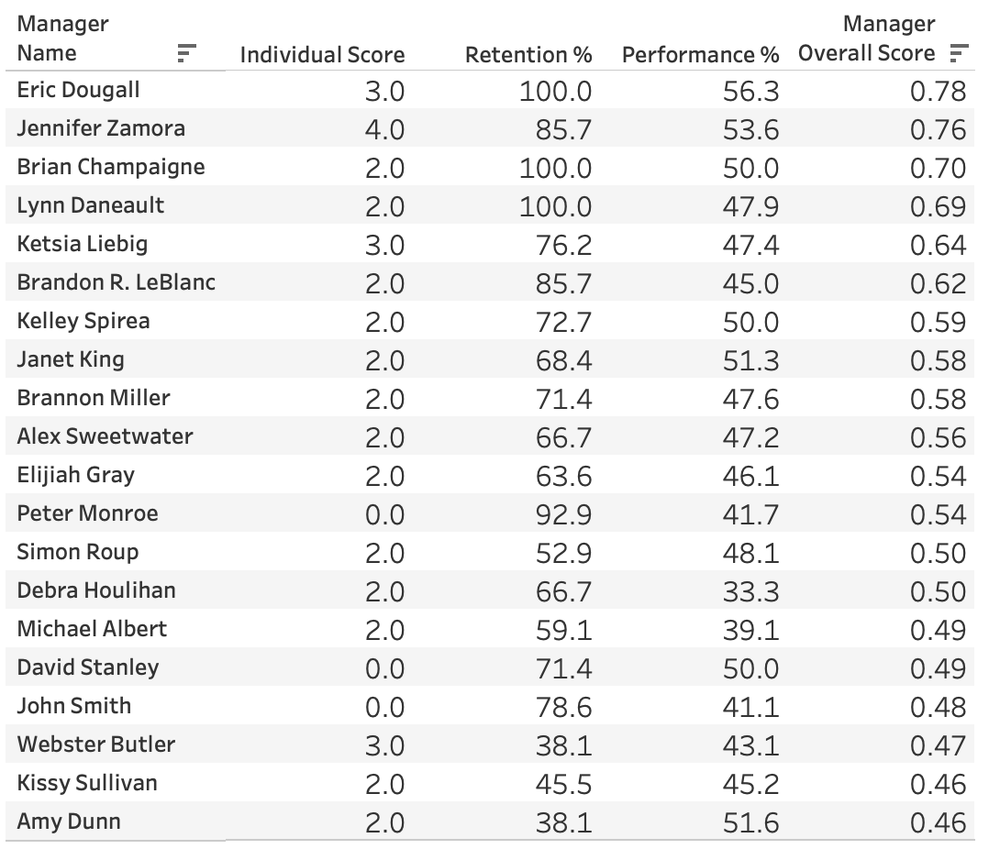 Manager Name Individual Score Retention % Performance % Manager Overall Score
Eric Dougall 3.0 100.0 56.3 0.78
Jennifer Zamora 4.0 85.7 53.6 0.76
Brian Champaigne 2.0 100.0 50.0 0.70
Lynn Daneault 2.0 100.0 47.9 0.69
Ketsia Liebig 3.0 76.2 47.4 0.64
Brandon R. LeBlanc 2.0 85.7 45.0 0.62
Kelley Spirea 2.0 72.7 50.0 0.59
Janet King 2.0 68.4 51.3 0.58
Brannon Miller 2.0 71.4 47.6 0.58
Alex Sweetwater 2.0 66.7 47.2 0.56
Elijiah Gray 2.0 63.6 46.1 0.54
Peter Monroe 0.0 92.9 41.7 0.54
Simon Roup 2.0 52.9 48.1 0.50
Debra Houlihan 2.0 66.7 33.3 0.50
Michael Albert 2.0 59.1 39.1 0.49
David Stanley 0.0 71.4 50.0 0.49
John Smith 0.0 78.6 41.1 0.48
Webster Butler 3.0 38.1 43.1 0.47
Kissy Sullivan 2.0 45.5 45.2 0.46
Amy Dunn 2.0 38.1 51.6 0.46